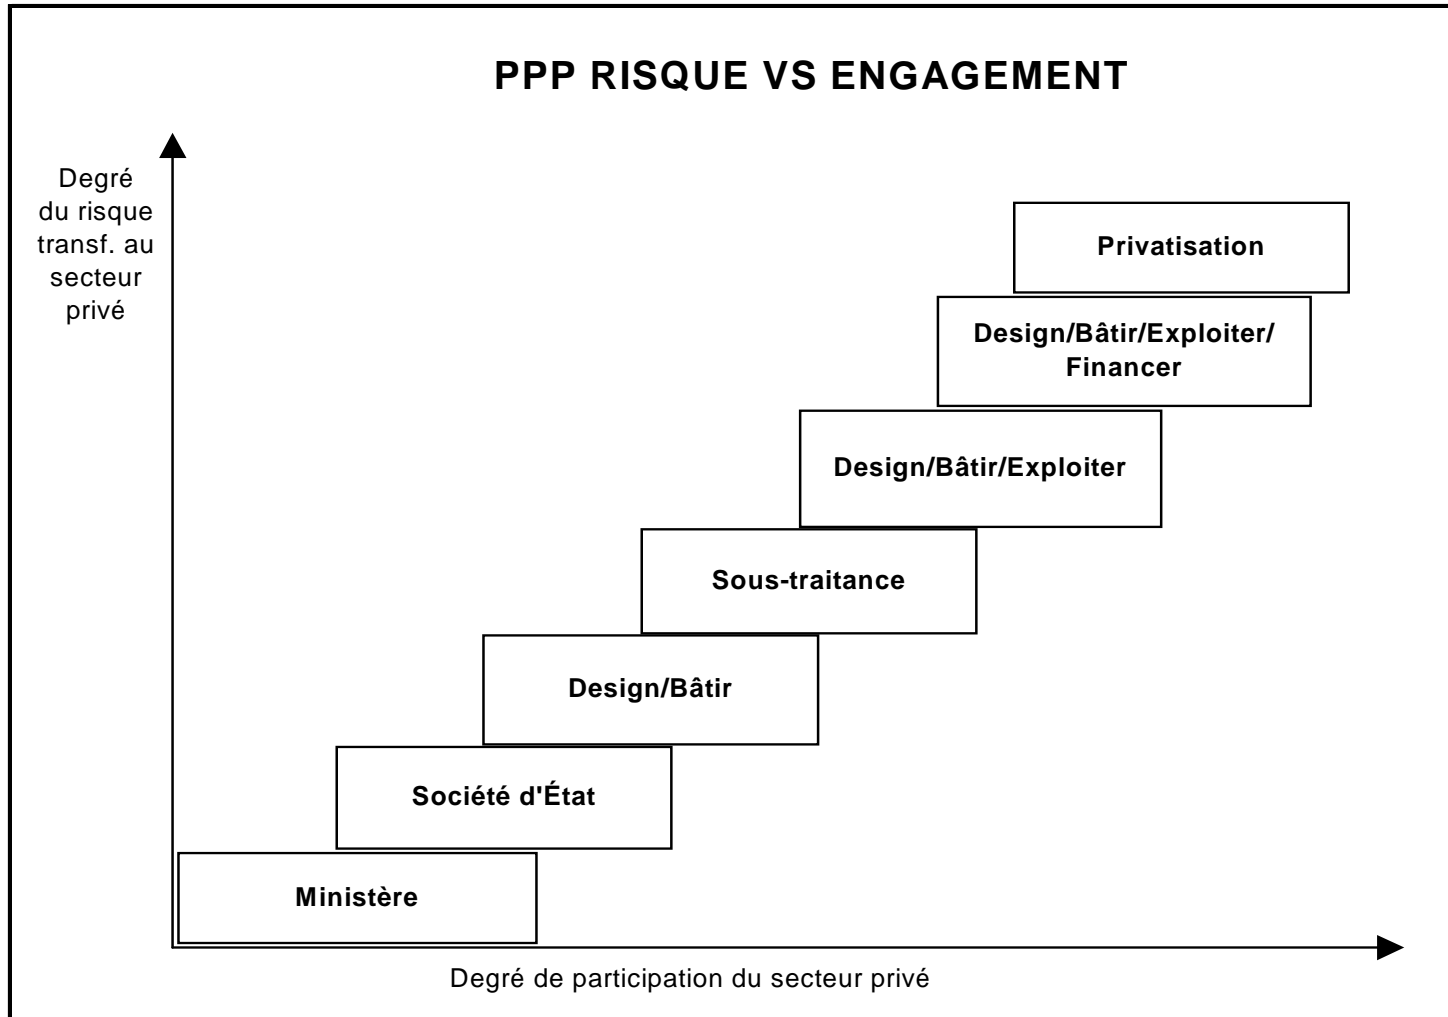 PPP RISQUE VS ENGAGEMENT
Degré
du risque
transf. au
secteur
privé
Privatisation
Design/Bâtir/Exploiter/
Financer
Design/Bâtir/Exploiter
Sous-traitance
Design/Bâtir
Société d'État
Ministère
Degré de participation du secteur privé